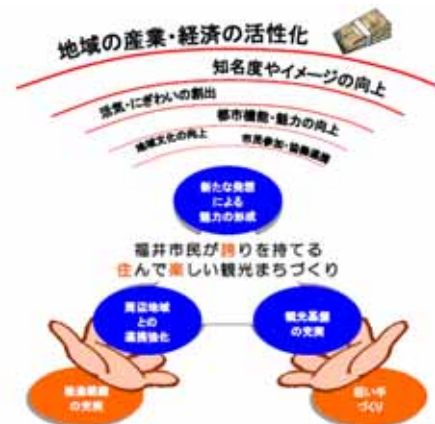 地域の産業・経済の活性化
知名度やイメージの向上
活気・にぎわいの創出
都市機能・魅力の向上
地域文化の向上
市民参加・協働連携
新たな発想
による
魅力の形成
福井市民が誇りを持てる
住んで楽しい観光まちづくり
周辺地域
との
連携強化
観光基盤
の充実
推進組織
の充実
担い手
づくり